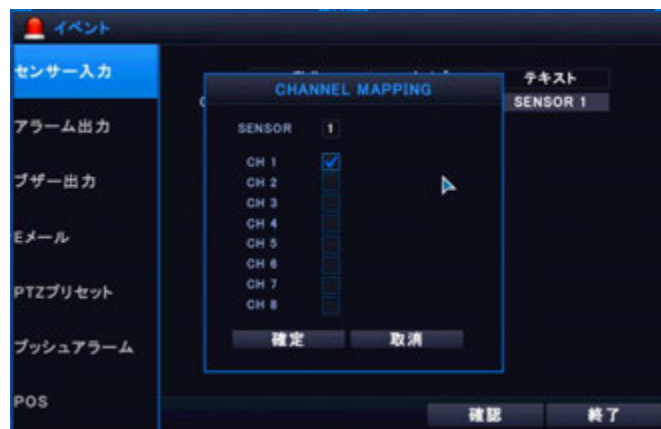 イベント
センサー入力
アラーム出力
ブザー出力
Eメール
PTZプリセット
プッシュアラーム
POS
テキスト
SENSOR 1
CHANNEL MAPPING
SENSOR 1
CH 1
CH 2
CH 3
CH 4
CH 5
CH 6
CH 7
CH 8
確定 取消
確認 終了